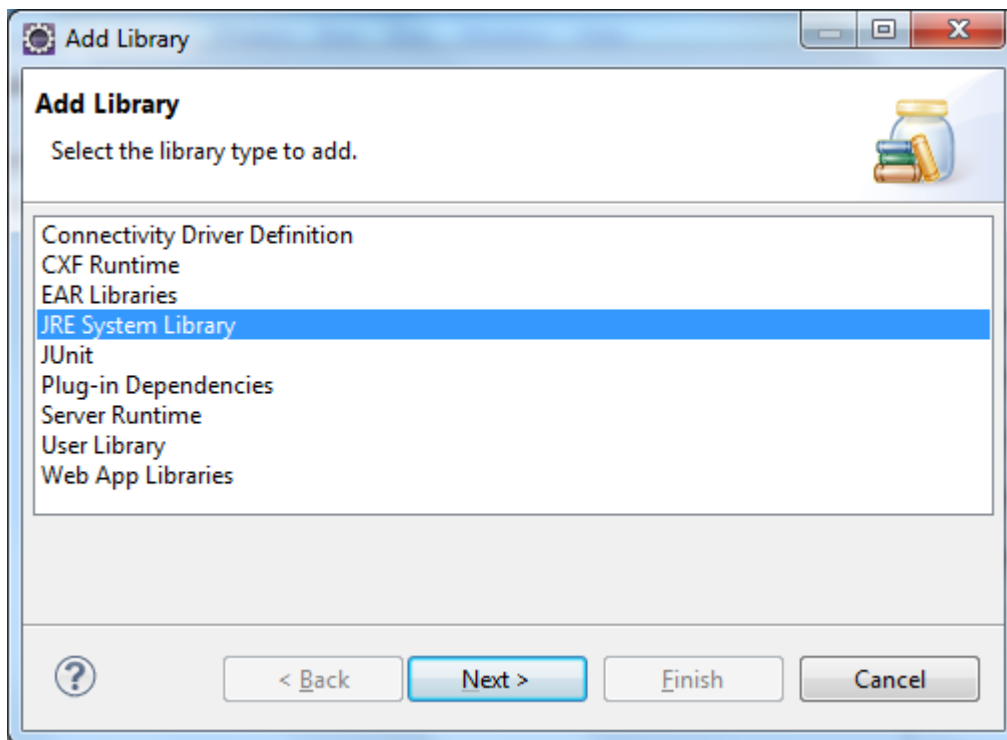 Add Library
Add Library
Select the library type to add.
Connectivity Driver Definition
CXF Runtime
EAR Libraries
JRE System Library
JUnit
Plug-in Dependencies
Server Runtime
User Library
Web App Libraries
? < Back Next > Finish Cancel